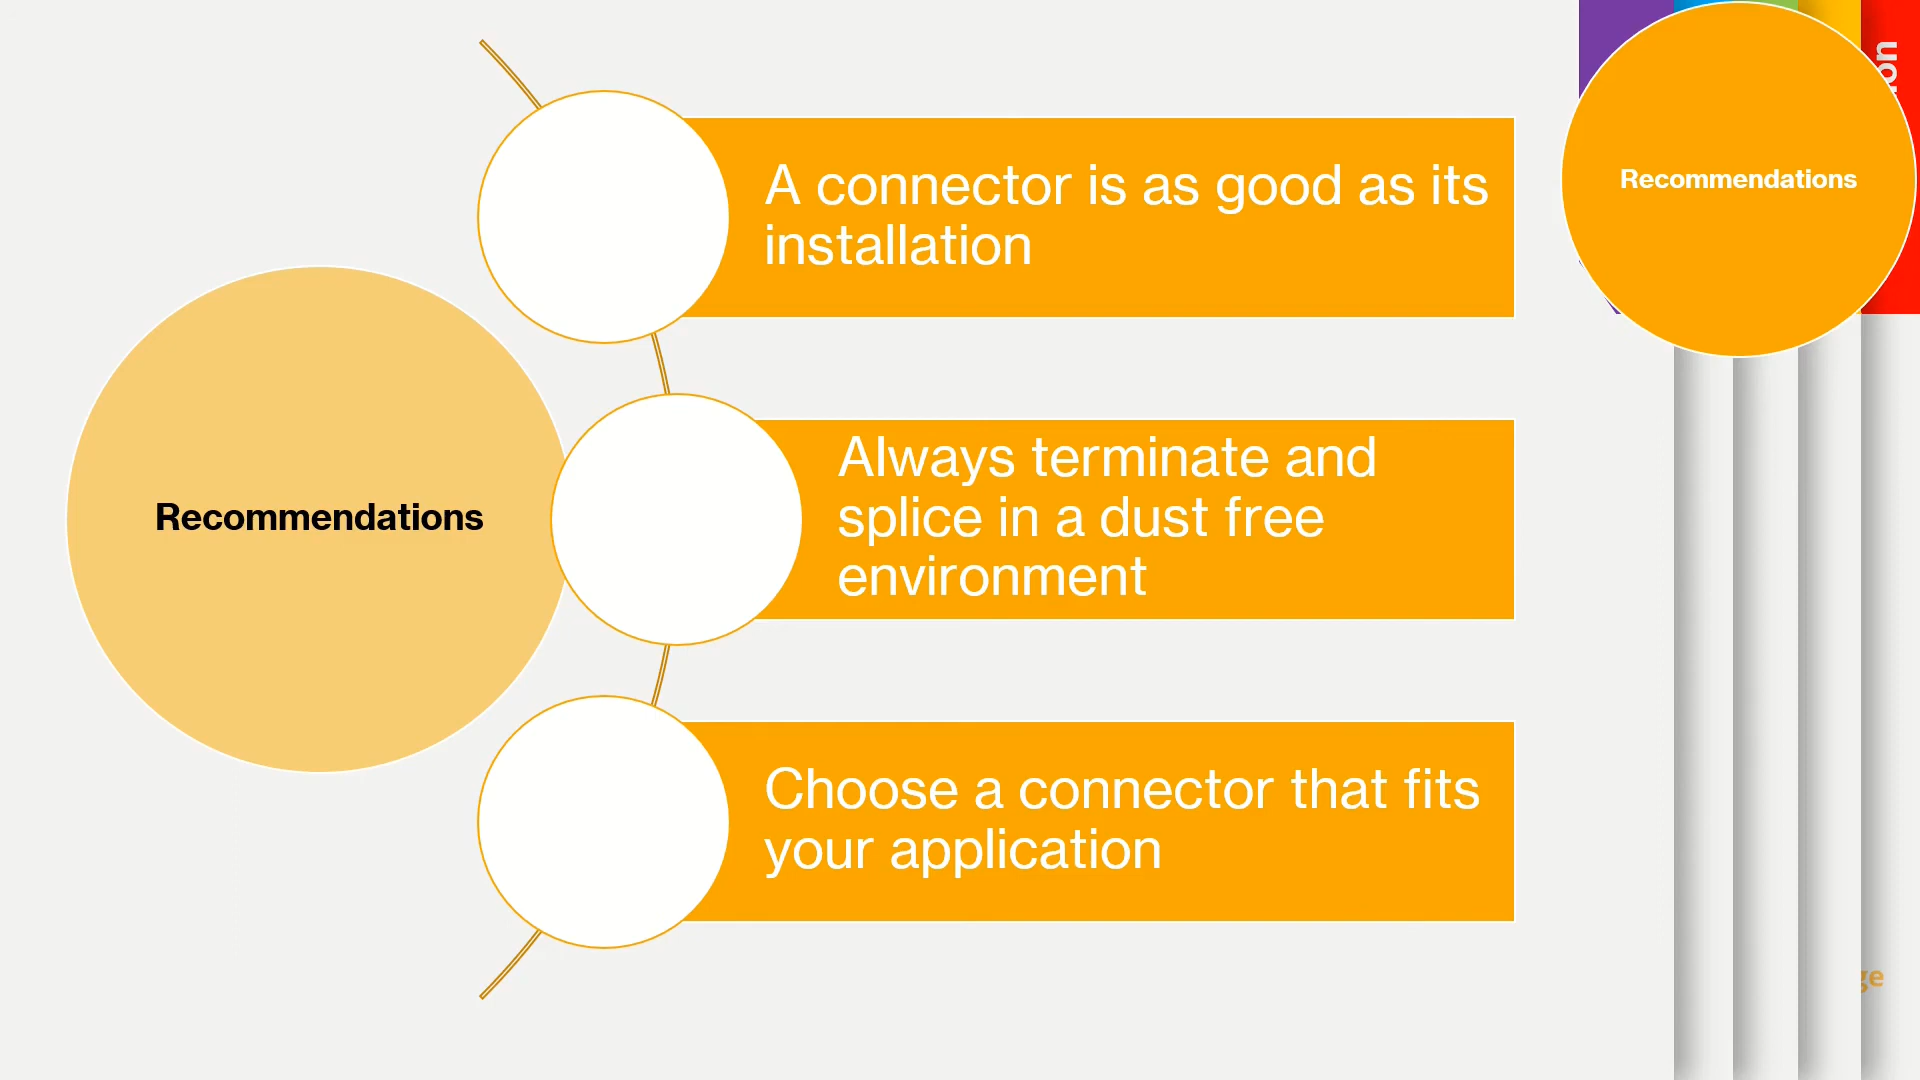 Recommendations
A connector is as good as its
installation
Always terminate and
splice in a dust free
environment
Choose a connector that fits
your application
Recommendations